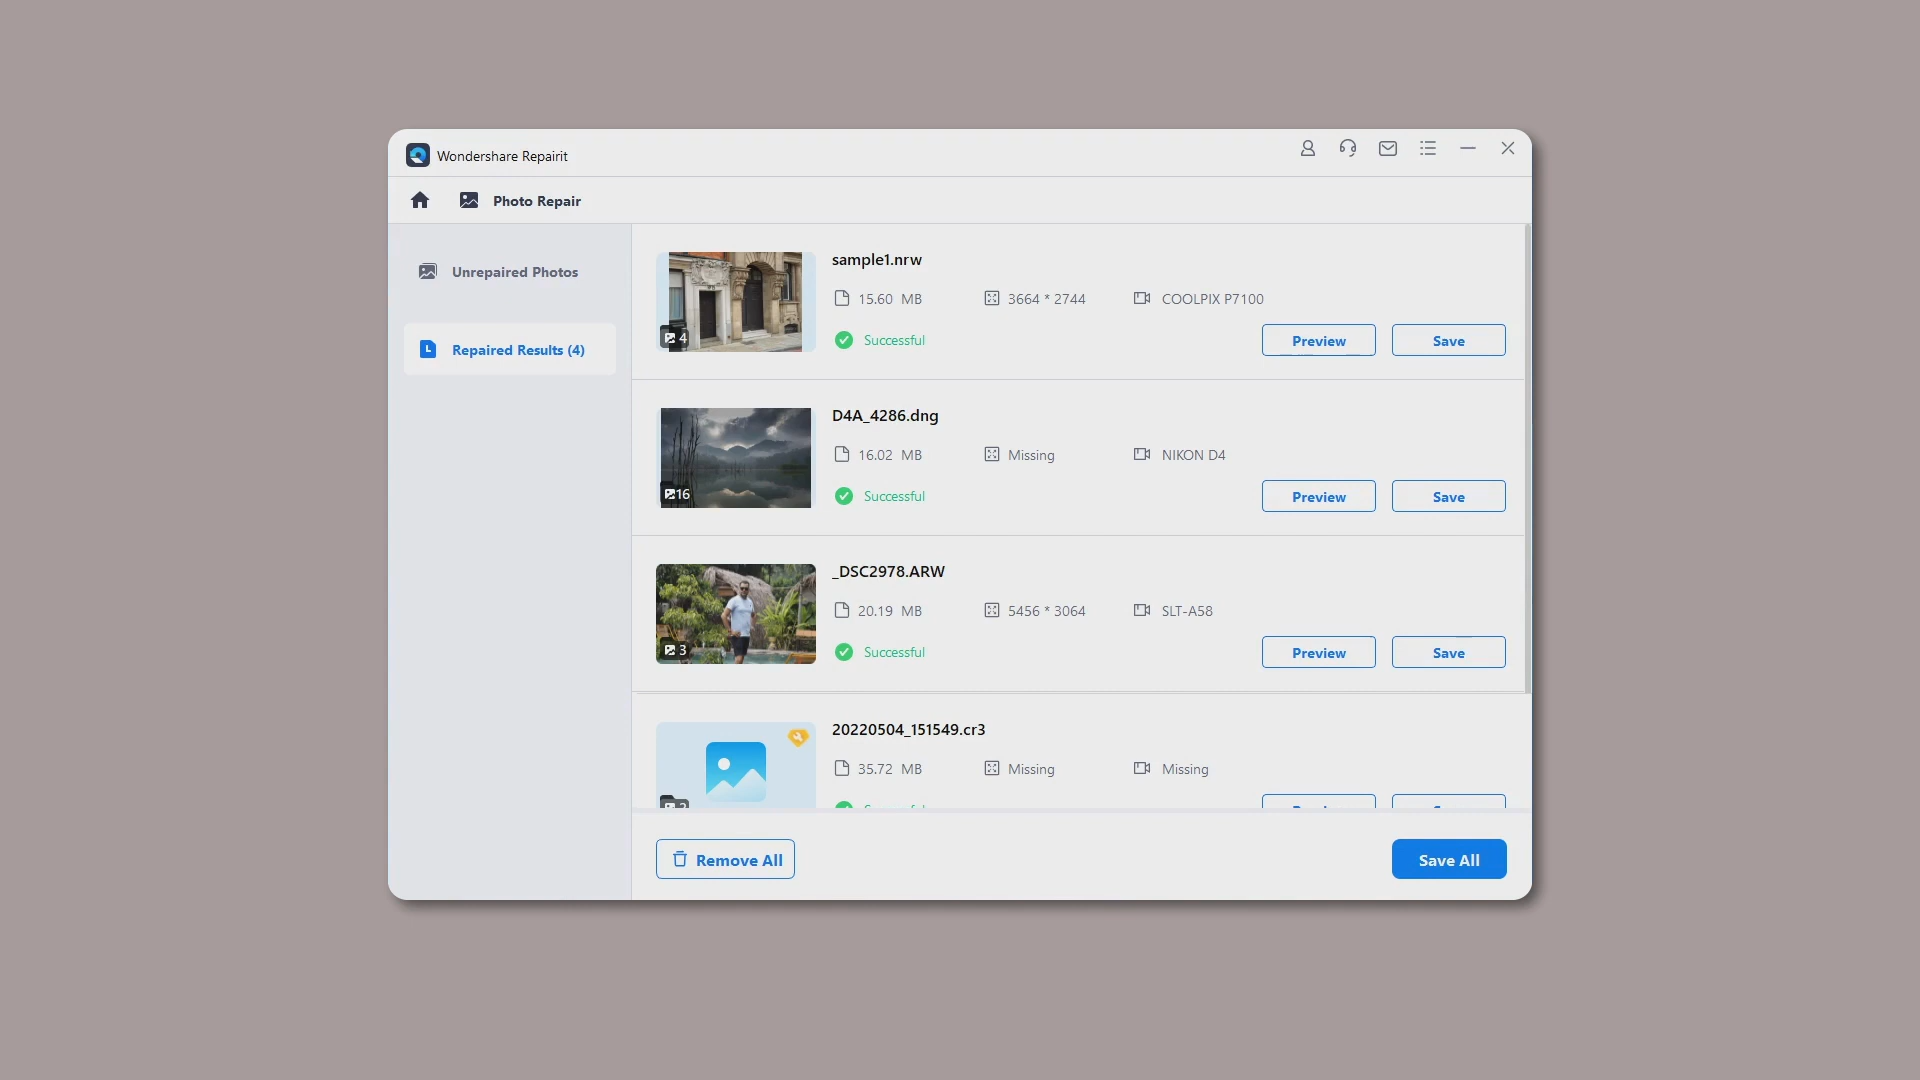 Wondershare Repairit
Photo Repair
Unrepaired Photos
Repaired Results (4)
sample1.nrw
15.60 MB
3664 * 2744
COOLPIX P7100
4
Successful
Preview
Save
D4A_4286.dng
16.02 MB
Missing
NIKON D4
16
Successful
Preview
Save
_DSC2978.ARW
20.19 MB
5456 * 3064
SLT-A58
3
Successful
Preview
Save
20220504_151549.cr3
35.72 MB
Missing
Missing
Remove All
Save All